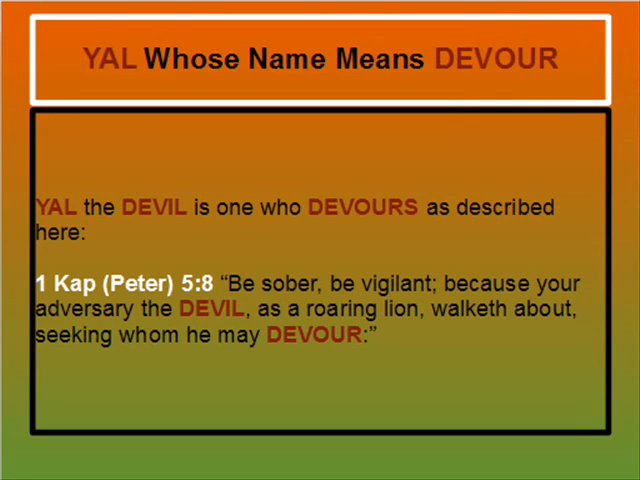 YAL Whose Name Means DEVOUR
YAL the DEVIL is one who DEVOURS as described
here:
1 Kap (Peter) 5:8 “Be sober, be vigilant; because your
adversary the DEVIL, as a roaring lion, walketh about,
seeking whom he may DEVOUR:”